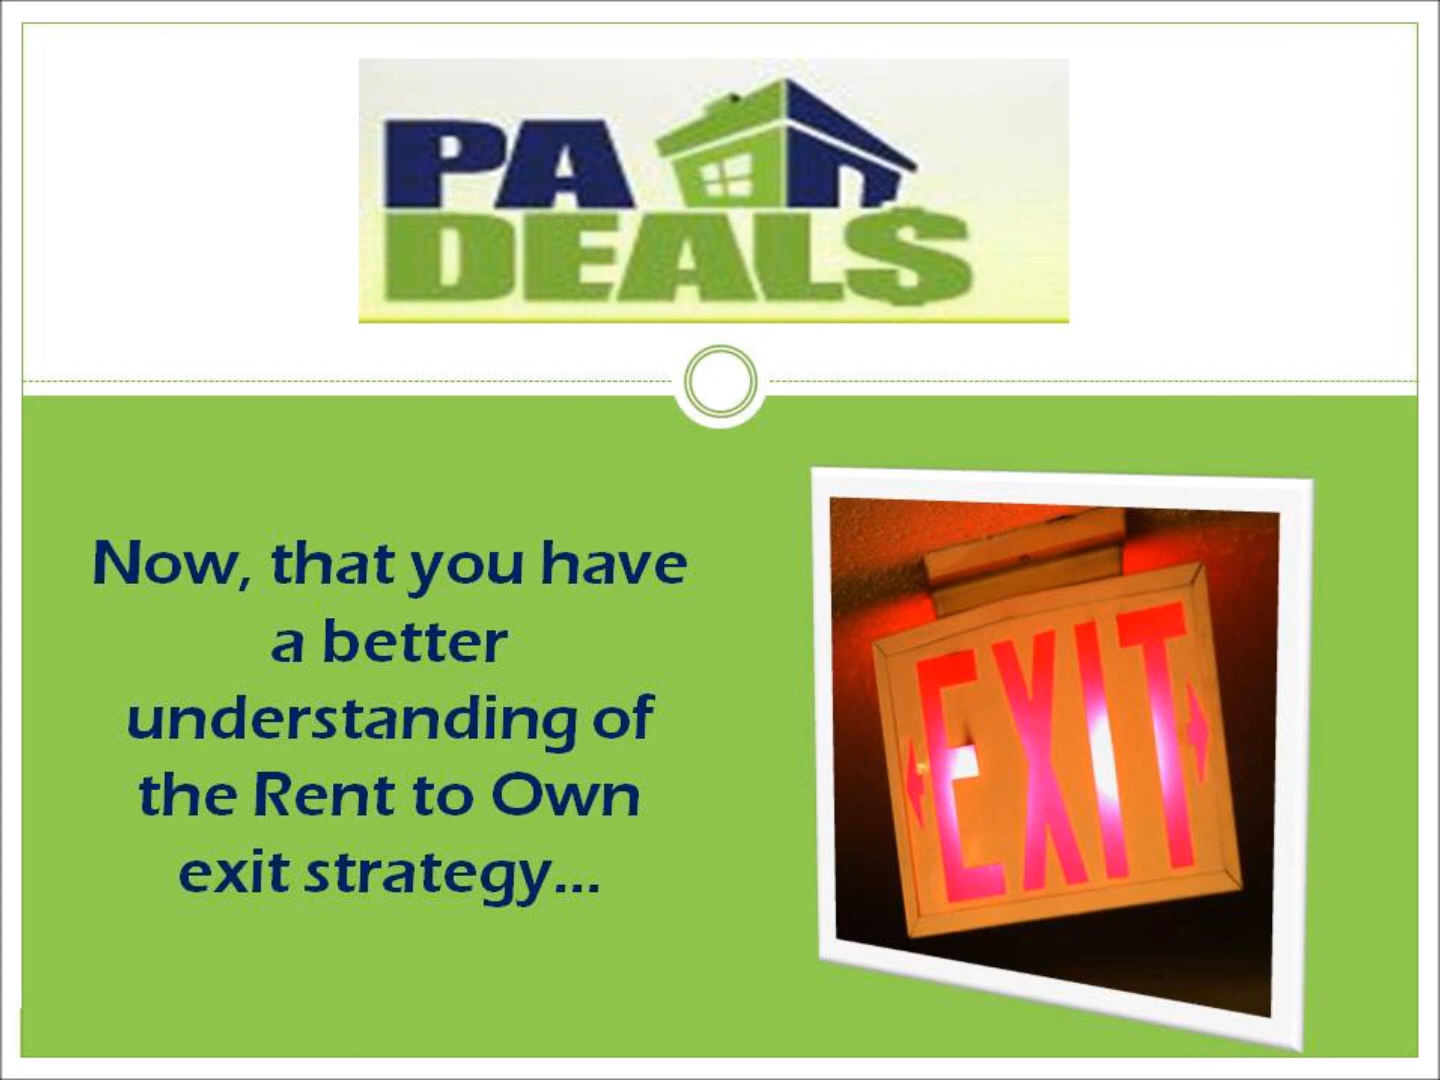 PA
DEALS
Now, that you have
a better
understanding of
the Rent to Own
exit strategy...
EXIT